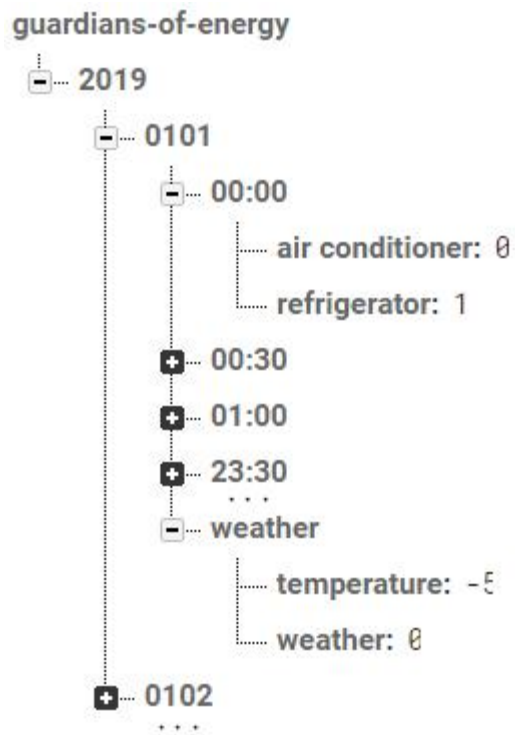 guardians-of-energy
2019
0101
00:00
air conditioner: 0
refrigerator: 1
00:30
01:00
23:30
...
weather
temperature: -5
weather: 0
0102
...